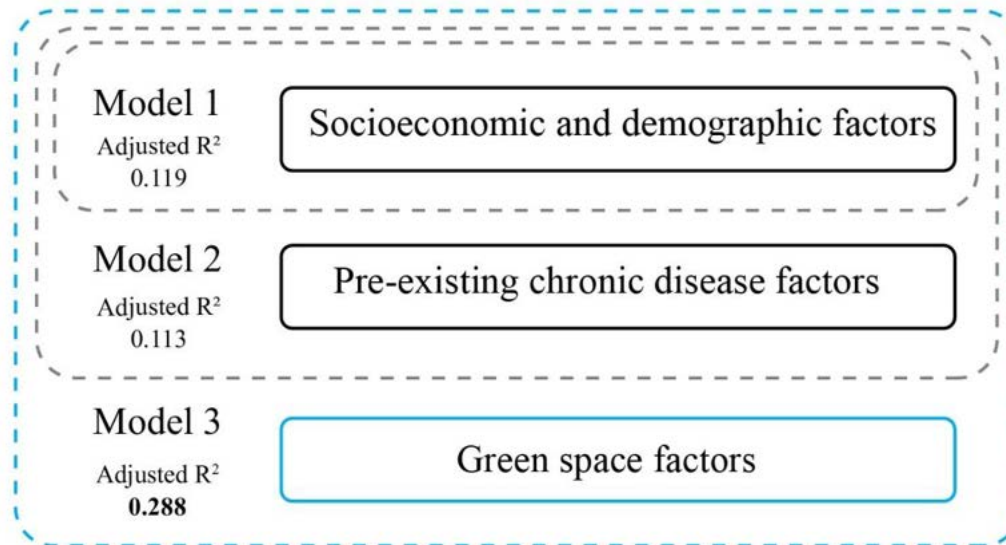 Model 1
Adjusted R²
0.119
Socioeconomic and demographic factors
Model 2
Adjusted R²
0.113
Pre-existing chronic disease factors
Model 3
Adjusted R²
0.288
Green space factors